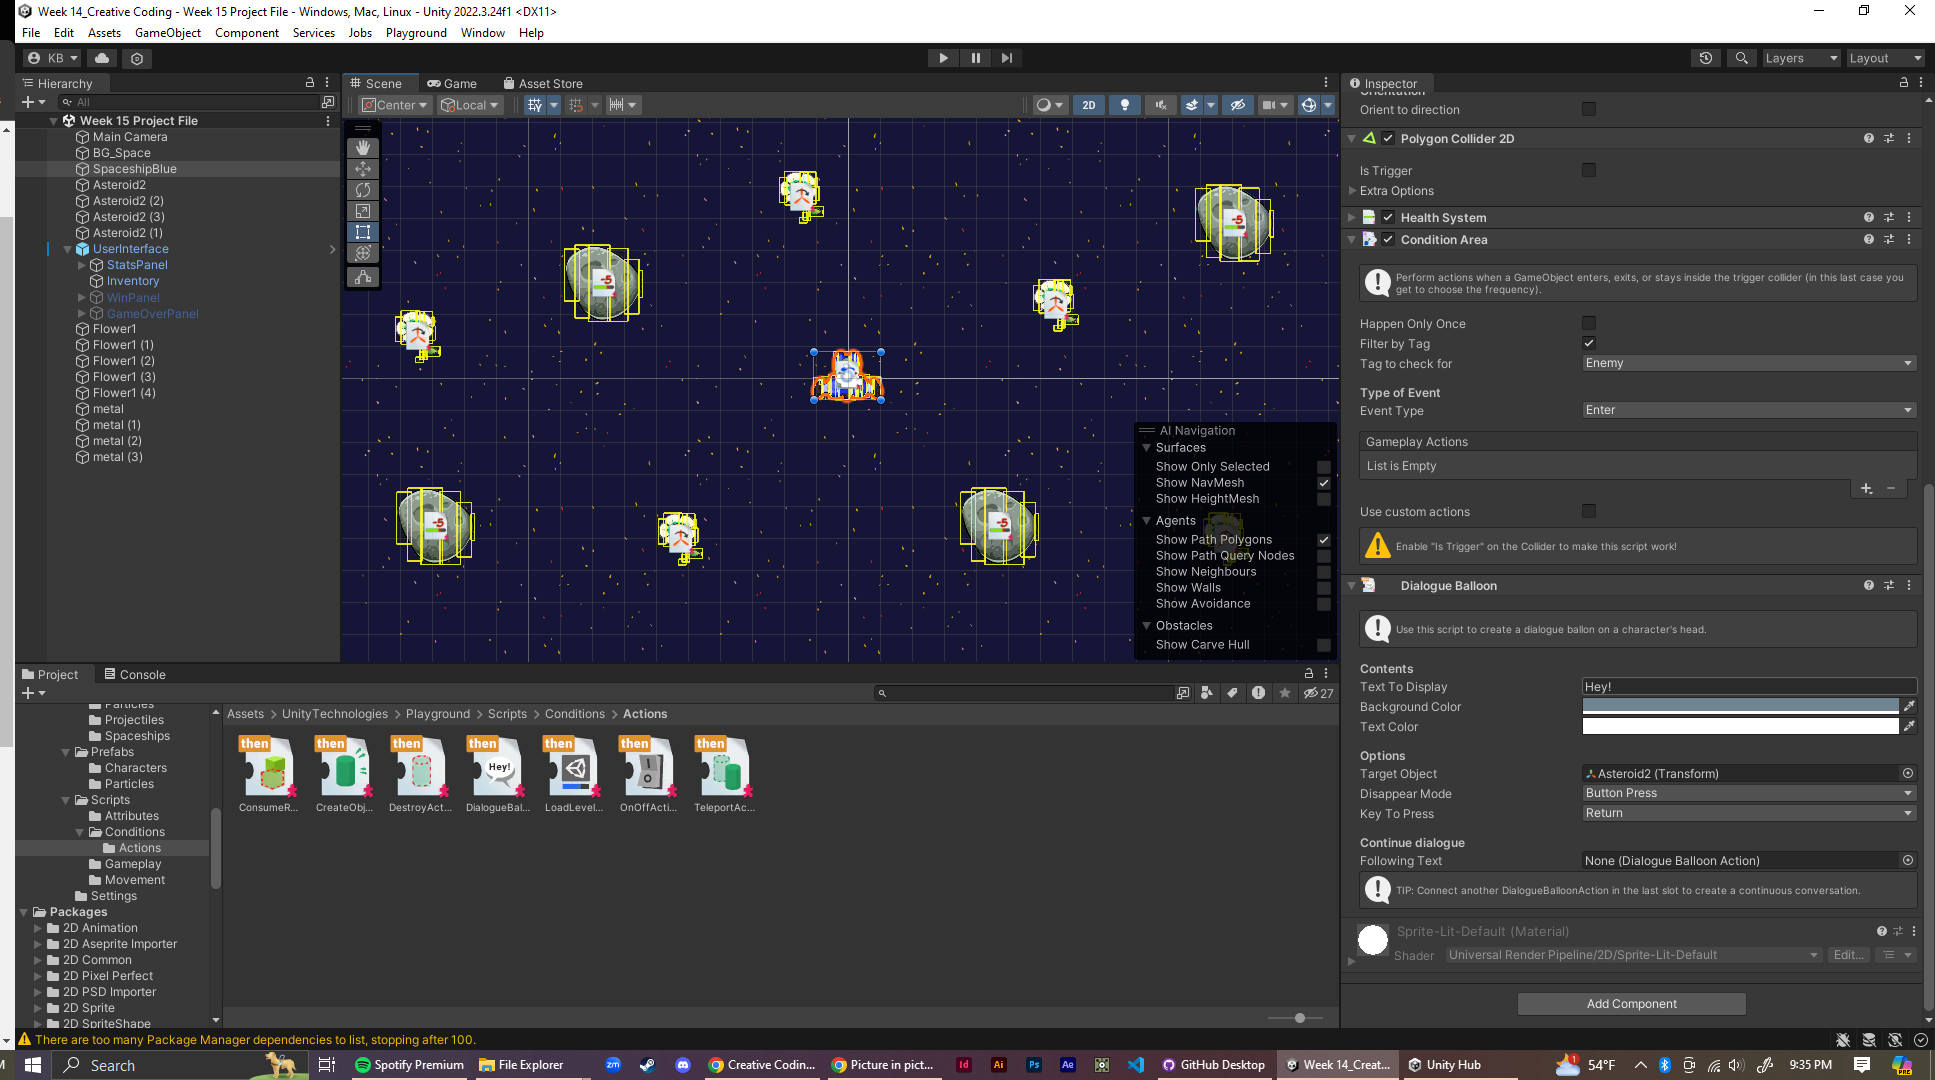 Week 14_Creative Coding - Week 15 Project File - Windows, Mac, Linux - Unity 2022.3.24f1 <DX11>
File Edit Assets GameObject Component Services Jobs Playground Window Help
KB Layers Layout
Hierarchy
All
Week 15 Project File
Main Camera
BG_Space
SpaceshipBlue
Asteroid2
Asteroid2 (2)
Asteroid2 (3)
Asteroid2 (1)
UserInterface
StatsPanel
Inventory
WinPanel
GameOverPanel
Flower1
Flower1 (1)
Flower1 (2)
Flower1 (3)
Flower1 (4)
metal
metal (1)
metal (2)
metal (3)
Scene Game Asset Store
Center Local 2D
-5
-5
-5
-5
AI Navigation
Surfaces
Show Only Selected
Show NavMesh
Show HeightMesh
Agents
Show Path Polygons
Show Path Query Nodes
Show Neighbours
Show Walls
Show Avoidance
Obstacles
Show Carve Hull
Inspector
Orient to direction
Polygon Collider 2D
Is Trigger
Extra Options
Health System
Condition Area
Perform actions when a GameObject enters, exits, or stays inside the trigger collider (in this last case you
get to choose the frequency).
Happen Only Once
Filter by Tag
Tag to check for Enemy
Type of Event
Event Type Enter
Gameplay Actions
List is Empty
Use custom actions
Enable "Is Trigger" on the Collider to make this script work!
Dialogue Balloon
Use this script to create a dialogue ballon on a character's head.
Contents
Text To Display Hey!
Background Color
Text Color
Options
Target Object Asteroid2 (Transform)
Disappear Mode Button Press
Key To Press Return
Continue dialogue
Following Text None (Dialogue Balloon Action)
TIP: Connect another DialogueBalloonAction in the last slot to create a continuous conversation.
Sprite-Lit-Default (Material)
Shader Universal Render Pipeline/2D/Sprite-Lit-Default Edit...
Add Component
Project Console
27
Particles
Projectiles
Spaceships
Prefabs
Characters
Particles
Scripts
Attributes
Conditions
Actions
Gameplay
Movement
Settings
Packages
2D Animation
2D Aseprite Importer
2D Common
2D Pixel Perfect
2D PSD Importer
2D Sprite
2D SpriteShape
Assets > UnityTechnologies > Playground > Scripts > Conditions > Actions
then then then then then then then
Hey!
ConsumeR... CreateObj... DestroyAct... DialogueBal... LoadLevel... OnOffActi... TeleportAc...
There are too many Package Manager dependencies to list, stopping after 100.
Search Spotify Premium File Explorer zm Creative Codin... Picture in pict... Id Ai Ps Ae GitHub Desktop Week 14_Creat... Unity Hub 1 54°F 9:35 PM PRE